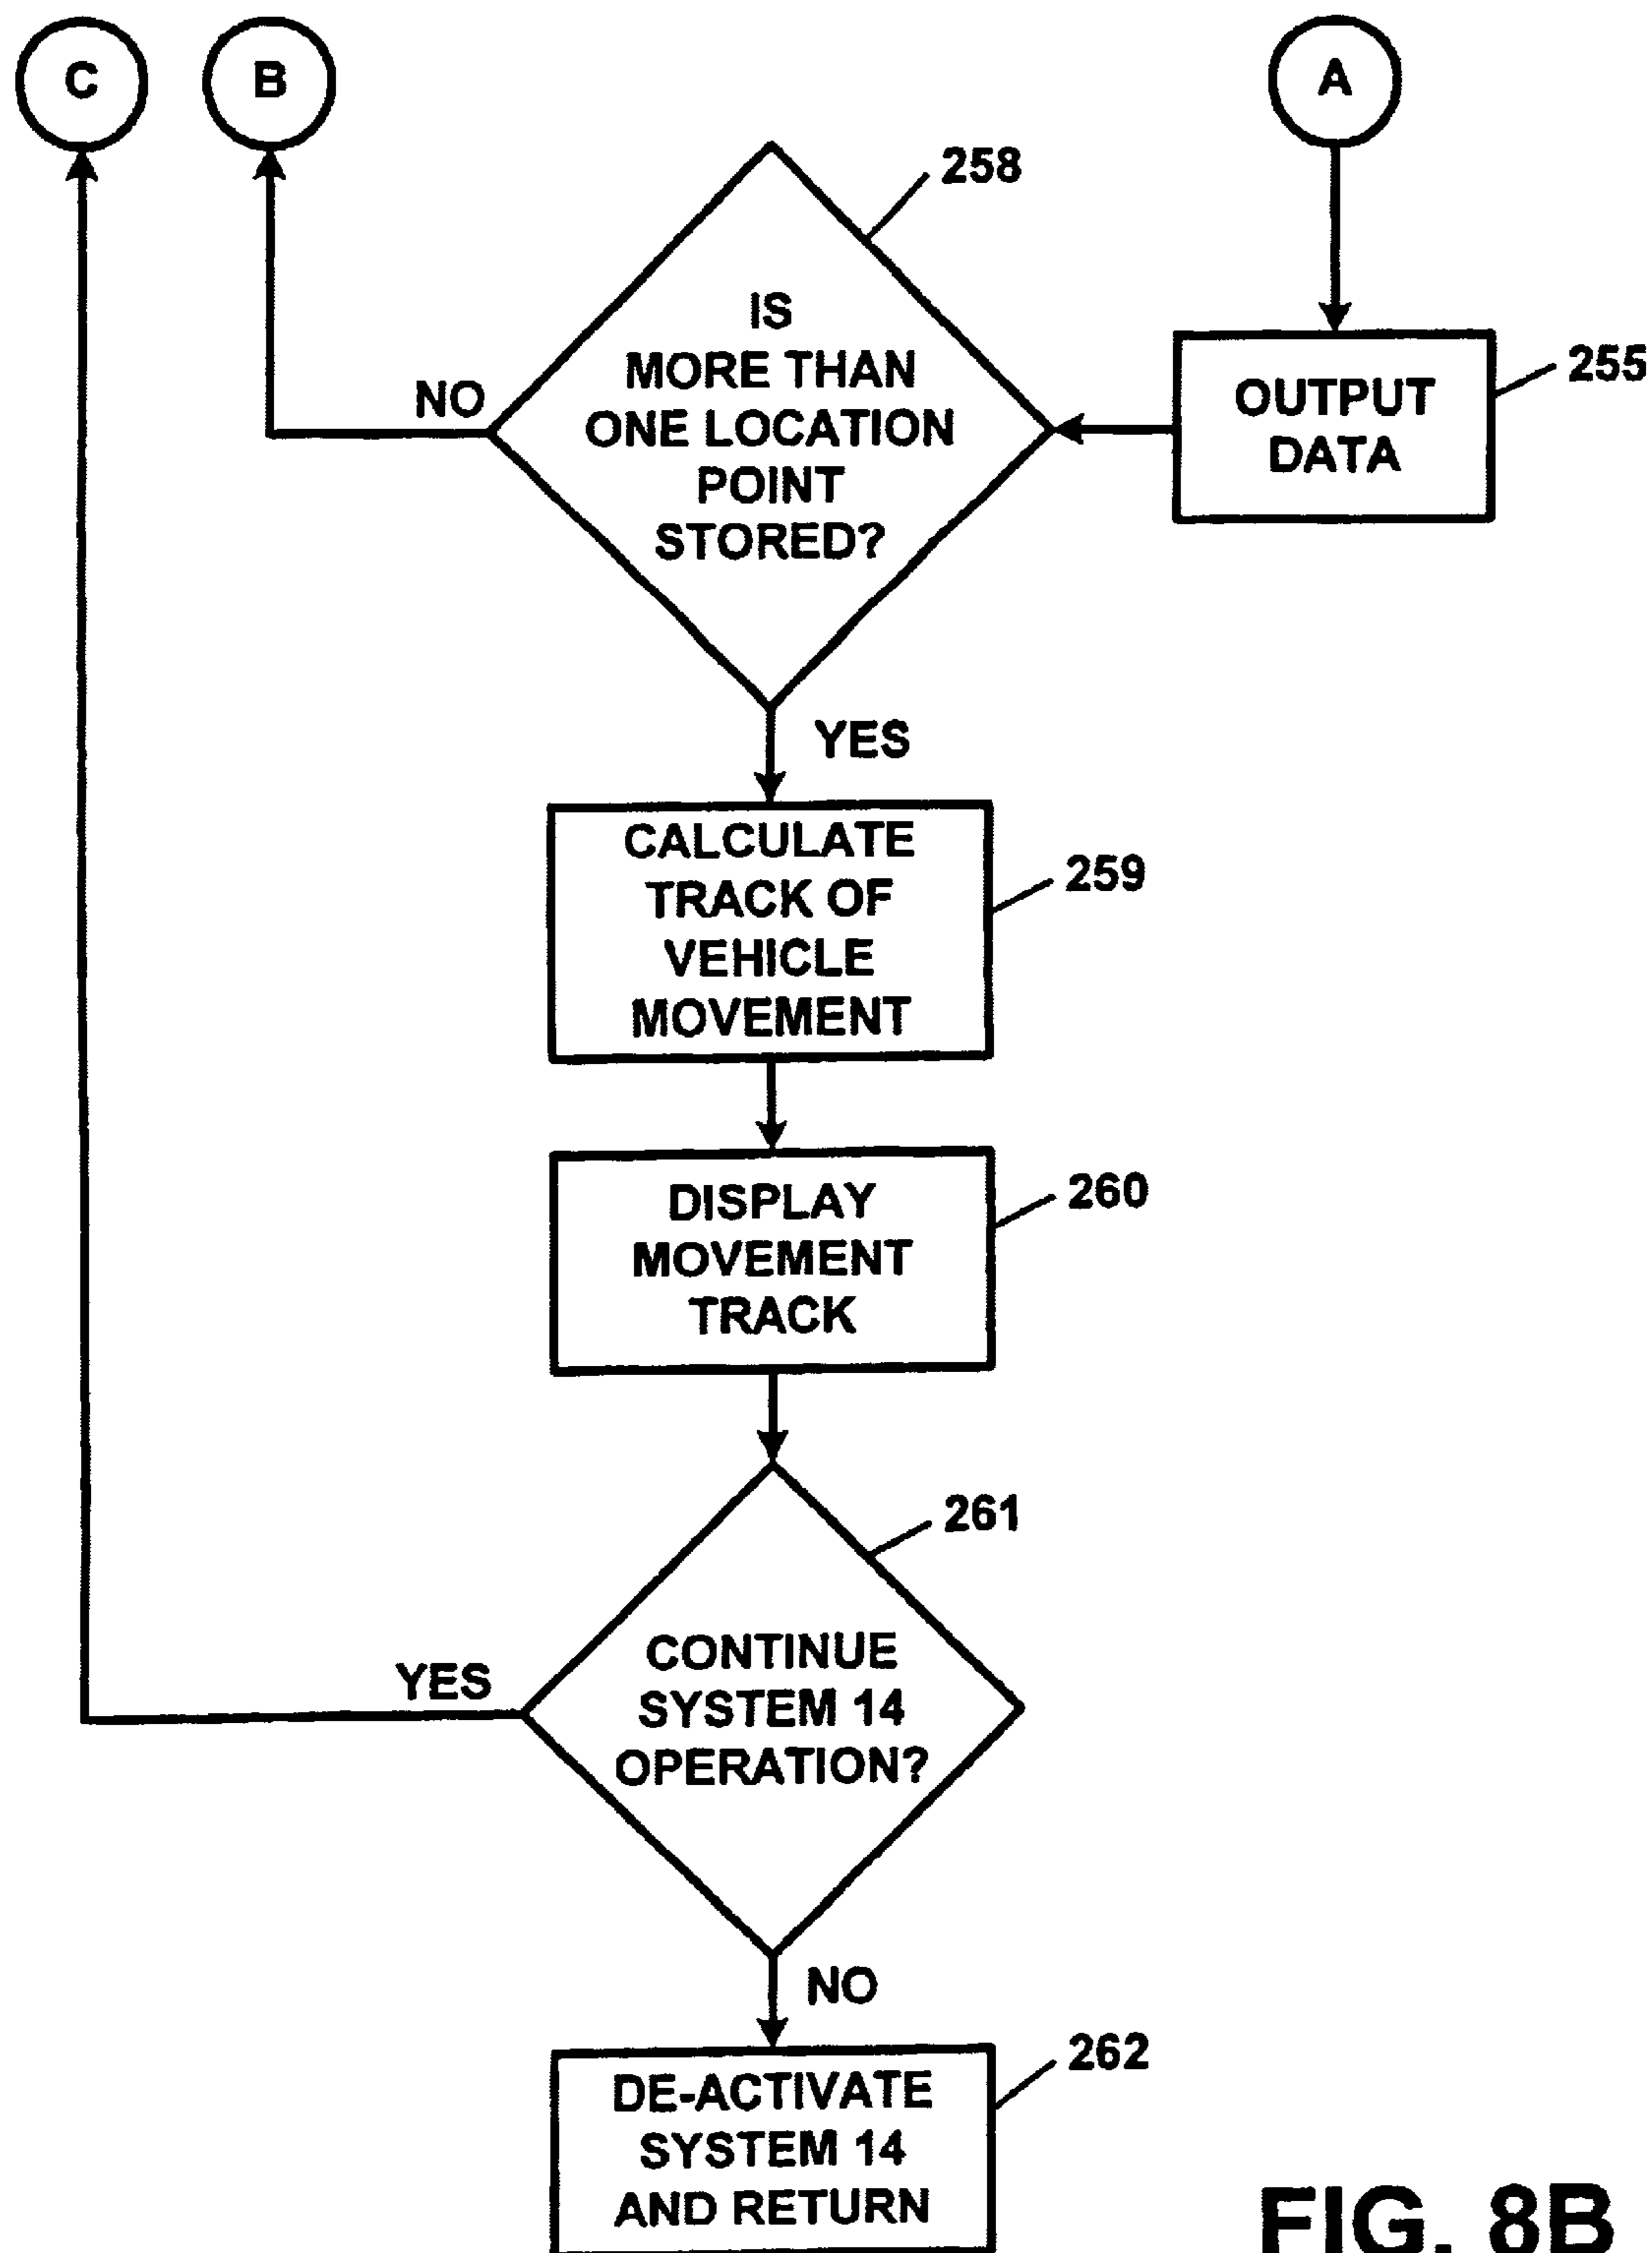 C
B
A
258
IS
MORE THAN
ONE LOCATION
POINT
STORED?
NO
OUTPUT
DATA
255
YES
CALCULATE
TRACK OF
VEHICLE
MOVEMENT
259
DISPLAY
MOVEMENT
TRACK
260
261
CONTINUE
SYSTEM 14
OPERATION?
YES
NO
DE-ACTIVATE
SYSTEM 14
AND RETURN
262
FIG. 8B